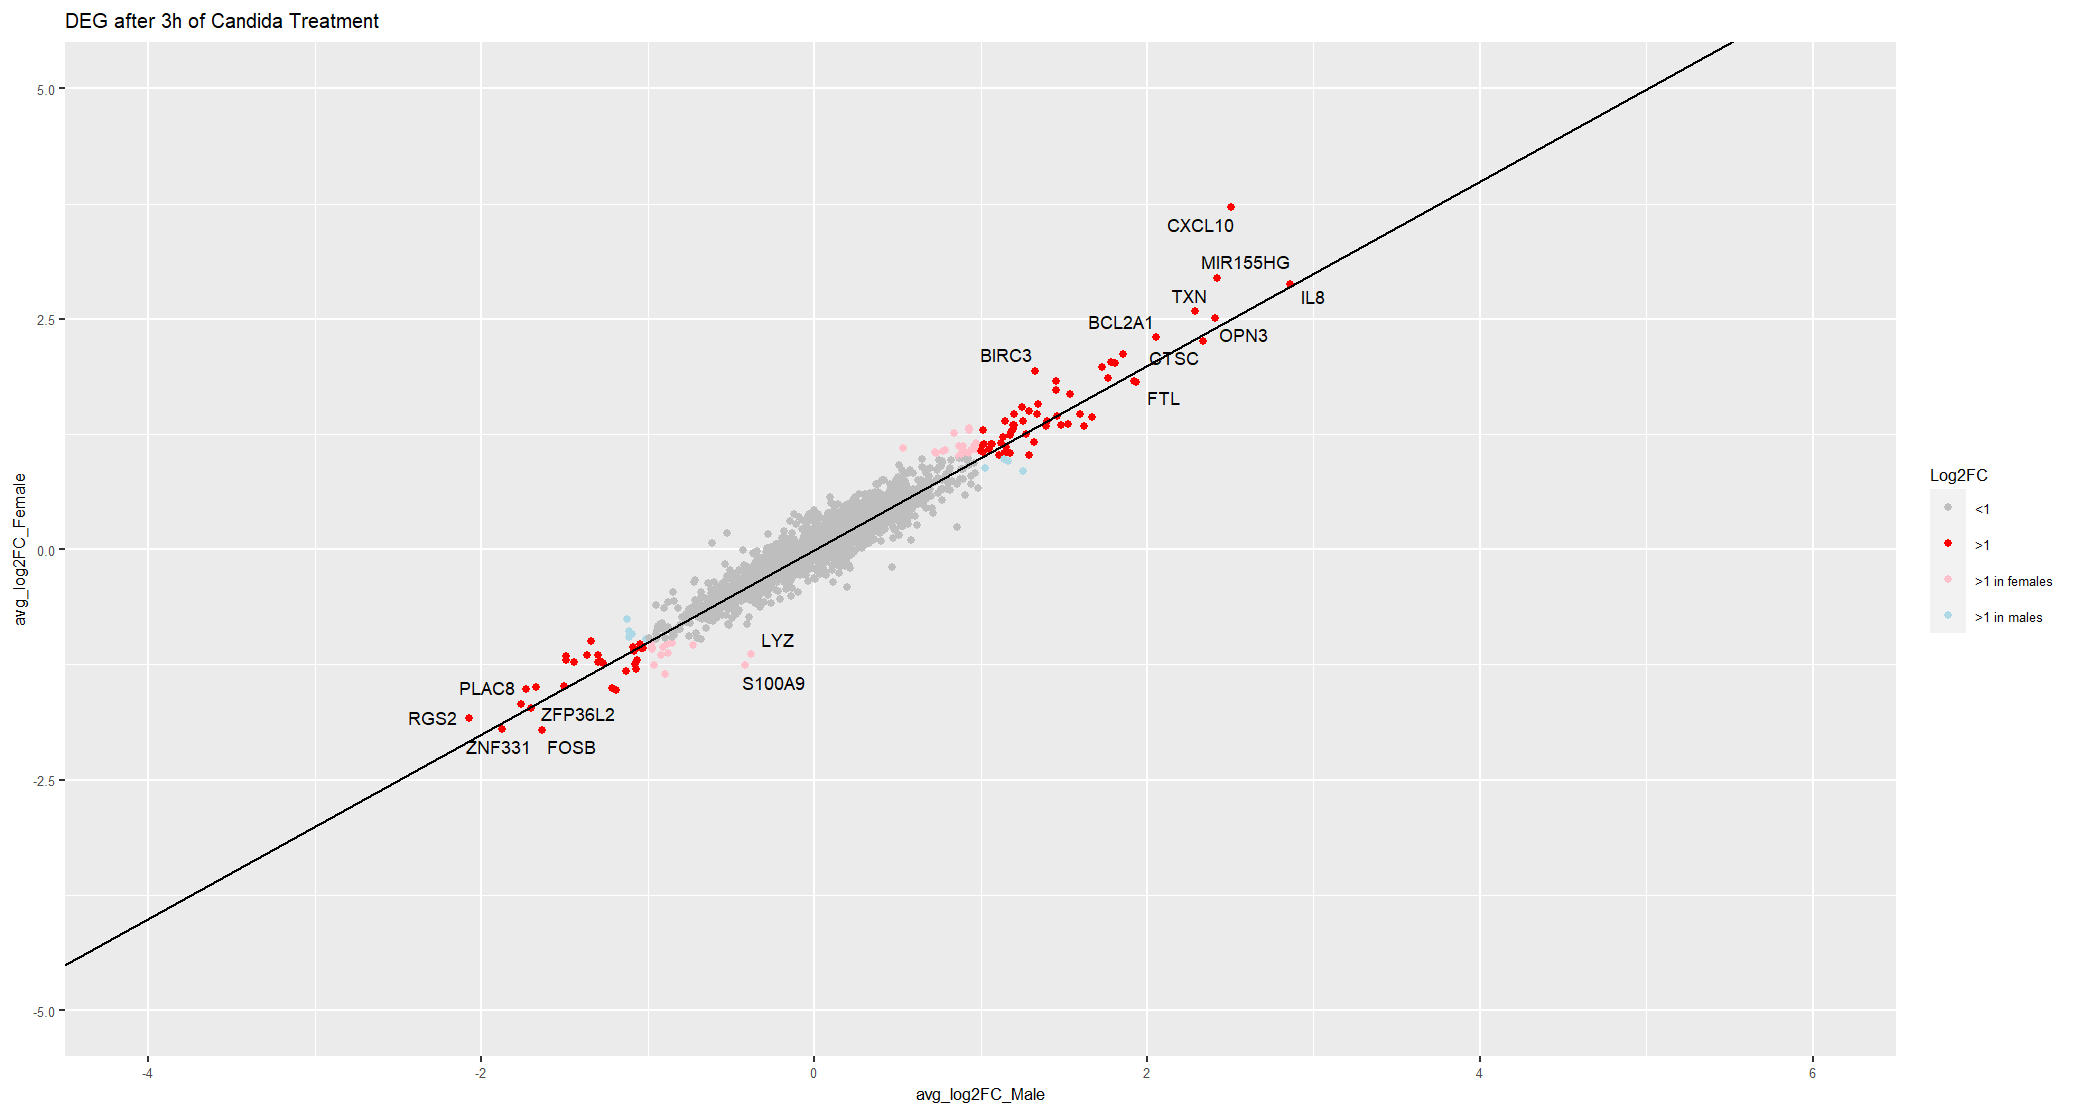 DEG after 3h of Candida Treatment
5.0
2.5
0.0
-2.5
-5.0
avg_log2FC_Female
CXCL10
MIR155HG
TXN
IL8
BCL2A1
OPN3
BIRC3
CTSC
FTL
LYZ
S100A9
PLAC8
RGS2
ZFP36L2
ZNF331
FOSB
-4
-2
0
2
4
6
avg_log2FC_Male
Log2FC
<1
>1
>1 in females
>1 in males